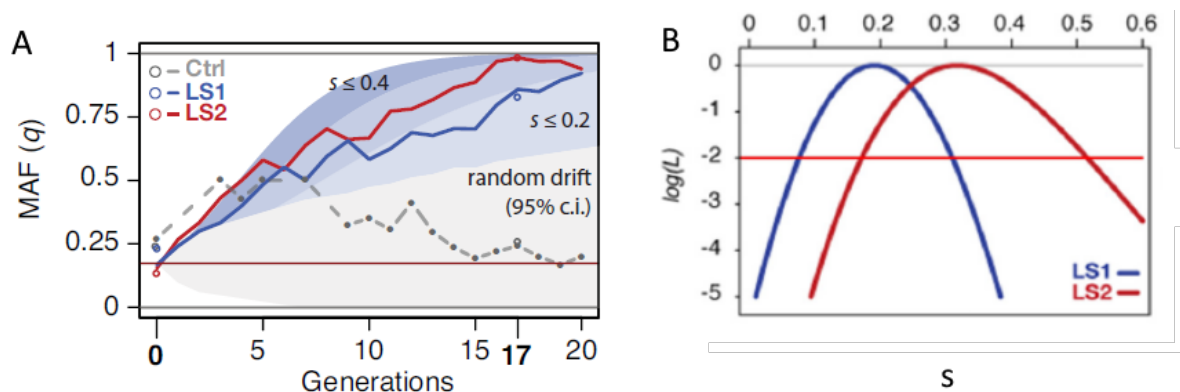 A
MAF (q)
1
0.75
0.5
0.25
0
Ctrl
LS1
LS2
s ≤ 0.4
s ≤ 0.2
random drift
(95% c.i.)
0 5 10 15 17 20
Generations
B
0 0.1 0.2 0.3 0.4 0.5 0.6
log(L)
0
-1
-2
-3
-4
-5
LS1
LS2
s